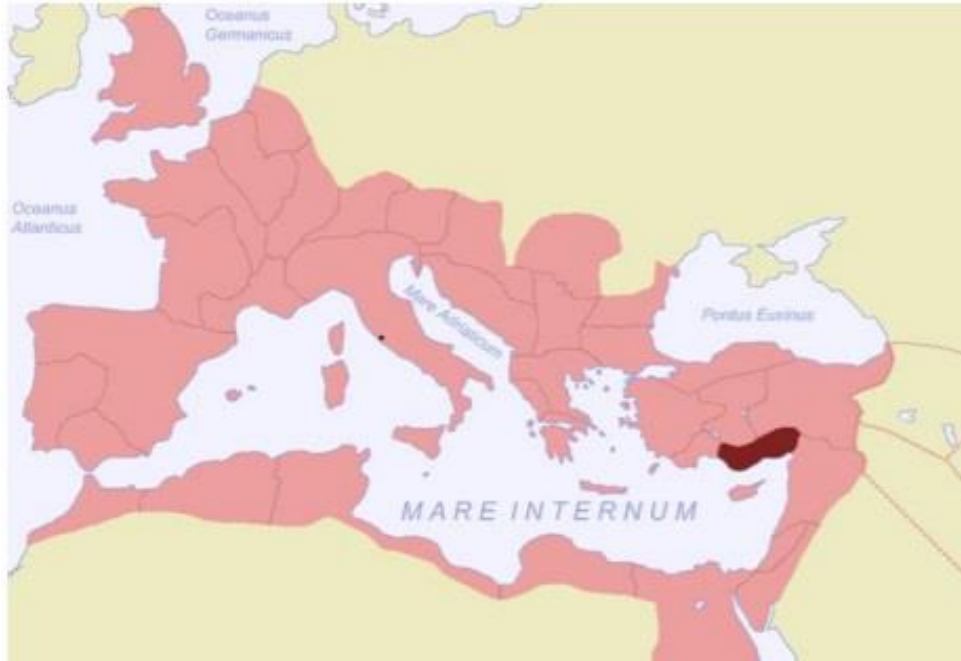 Oceanus
Germanicus
Oceanus
Atlanticus
Mare Adriaticum
Pontus Euxinus
MARE INTERNUM